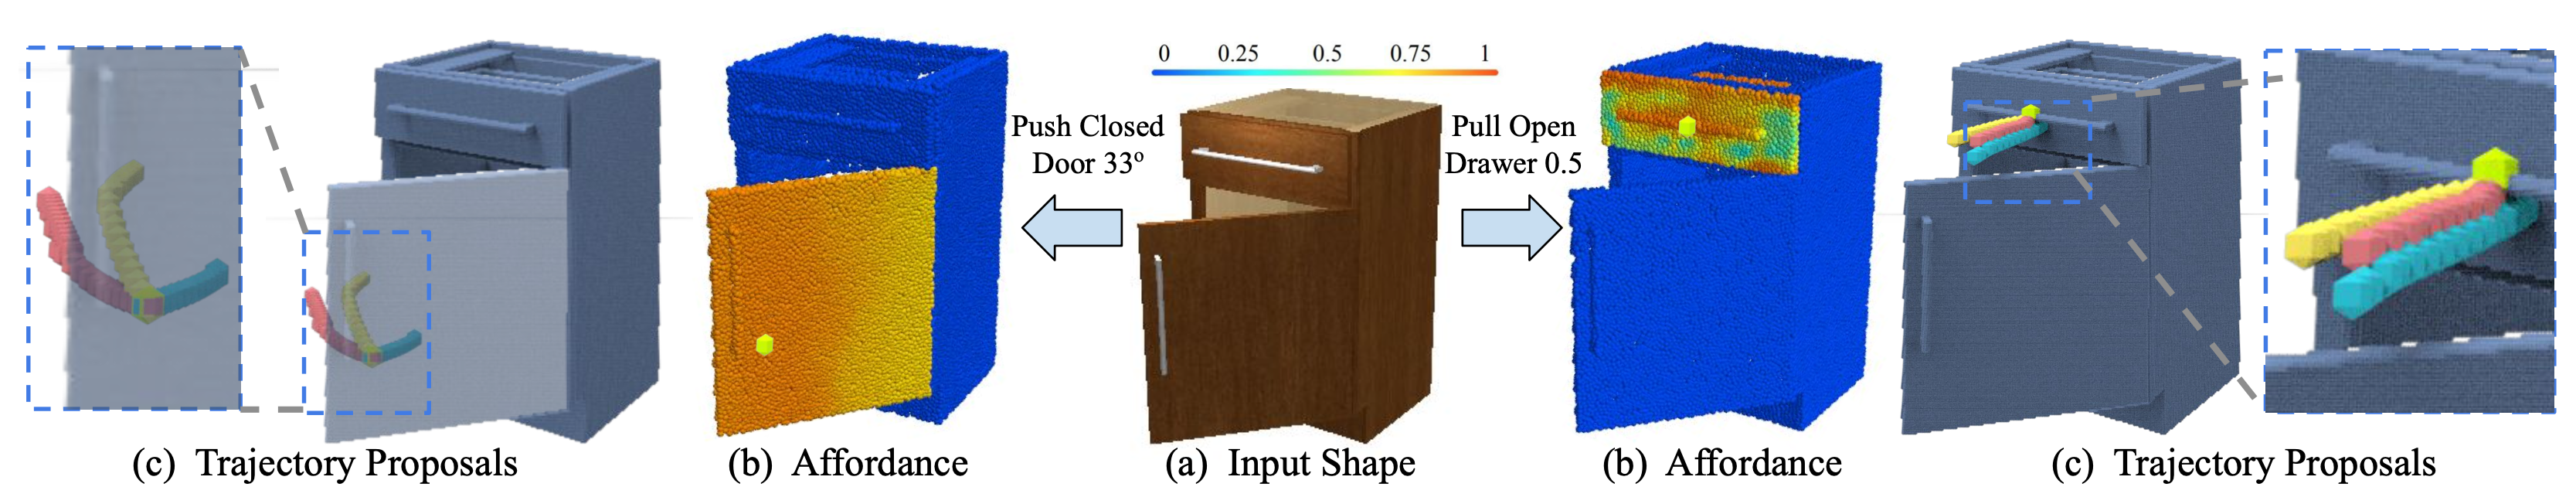 0 0.25 0.5 0.75 1
Push Closed
Door 33º
Pull Open
Drawer 0.5
(c) Trajectory Proposals
(b) Affordance
(a) Input Shape
(b) Affordance
(c) Trajectory Proposals